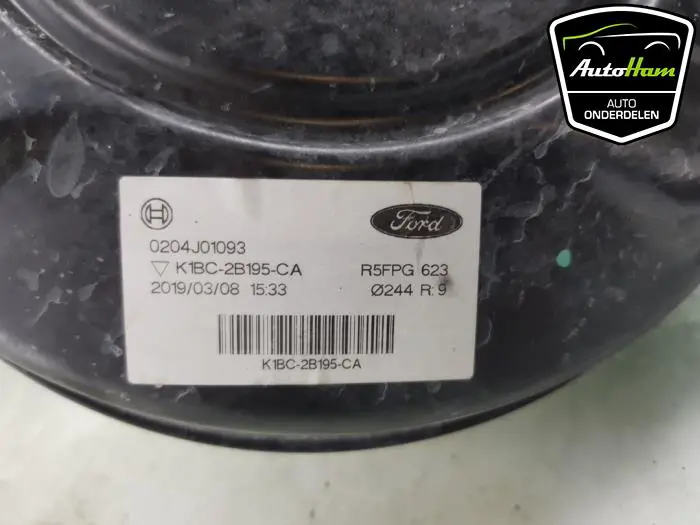 AutoHam
AUTO
ONDERDELEN
Ford
0204J01093
K1BC-2B195-CA
R5FPG 623
2019/03/08 15:33
Ø244 R:9
K1BC-2B195-CA